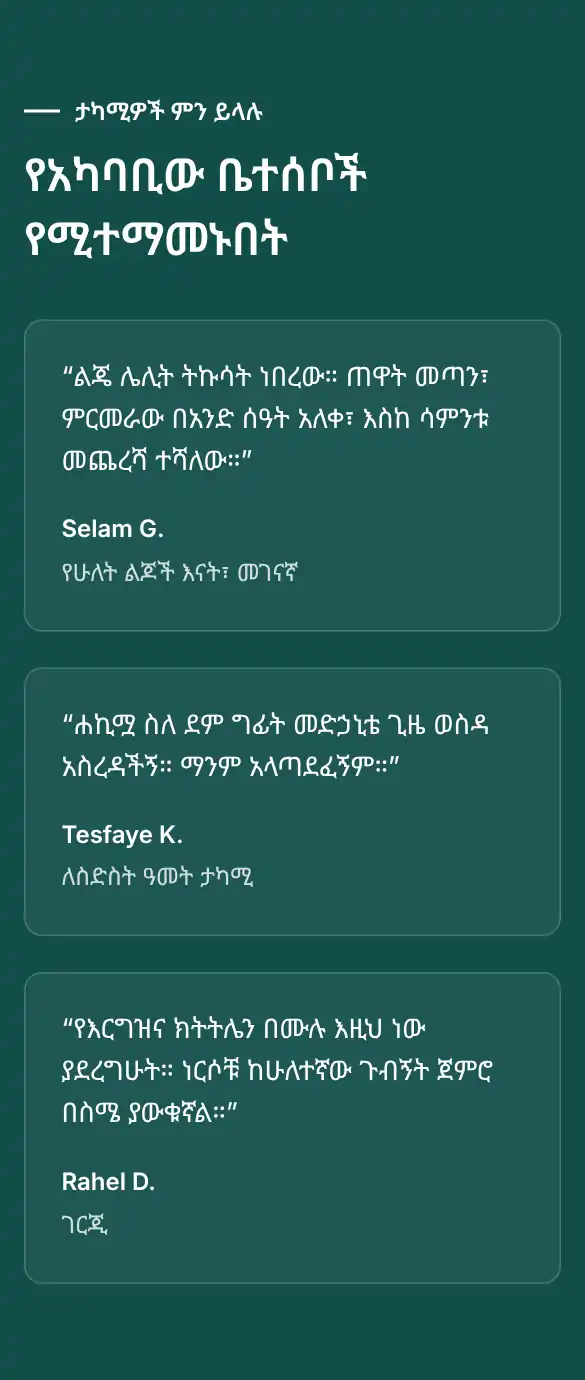 ታካሚዎች ምን ይላሉ
የአካባቢው ቤተሰቦች
የሚተማመኑበት
“ልጄ ሌሊት ትኩሳት ነበረው። ጠዋት መጣን፣
ምርመራው በአንድ ሰዓት አለቀ፣ እስከ ሳምንቱ
መጨረሻ ተሻለው።”
Selam G.
የሁለት ልጆች እናት፣ መገናኛ
“ሐኪሟ ስለ ደም ግፊት መድኃኒቴ ጊዜ ወስዳ
አስረዳችኝ። ማንም አላጣደፈኝም።”
Tesfaye K.
ለስድስት ዓመት ታካሚ
“የእርግዝና ክትትሌን በሙሉ እዚህ ነው
ያደረግሁት። ነርሶቹ ከሁለተኛው ጉብኝት ጀምሮ
በስሜ ያውቁኛል።”
Rahel D.
ገርጂ